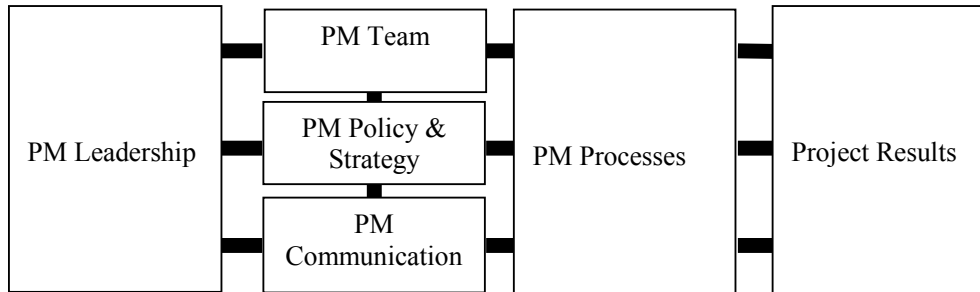 PM Leadership
PM Team
PM Policy &
Strategy
PM
Communication
PM Processes
Project Results